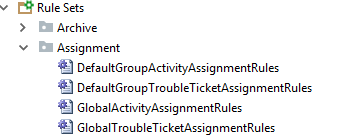 Rule Sets
Archive
Assignment
DefaultGroupActivityAssignmentRules
DefaultGroupTroubleTicketAssignmentRules
GlobalActivityAssignmentRules
GlobalTroubleTicketAssignmentRules